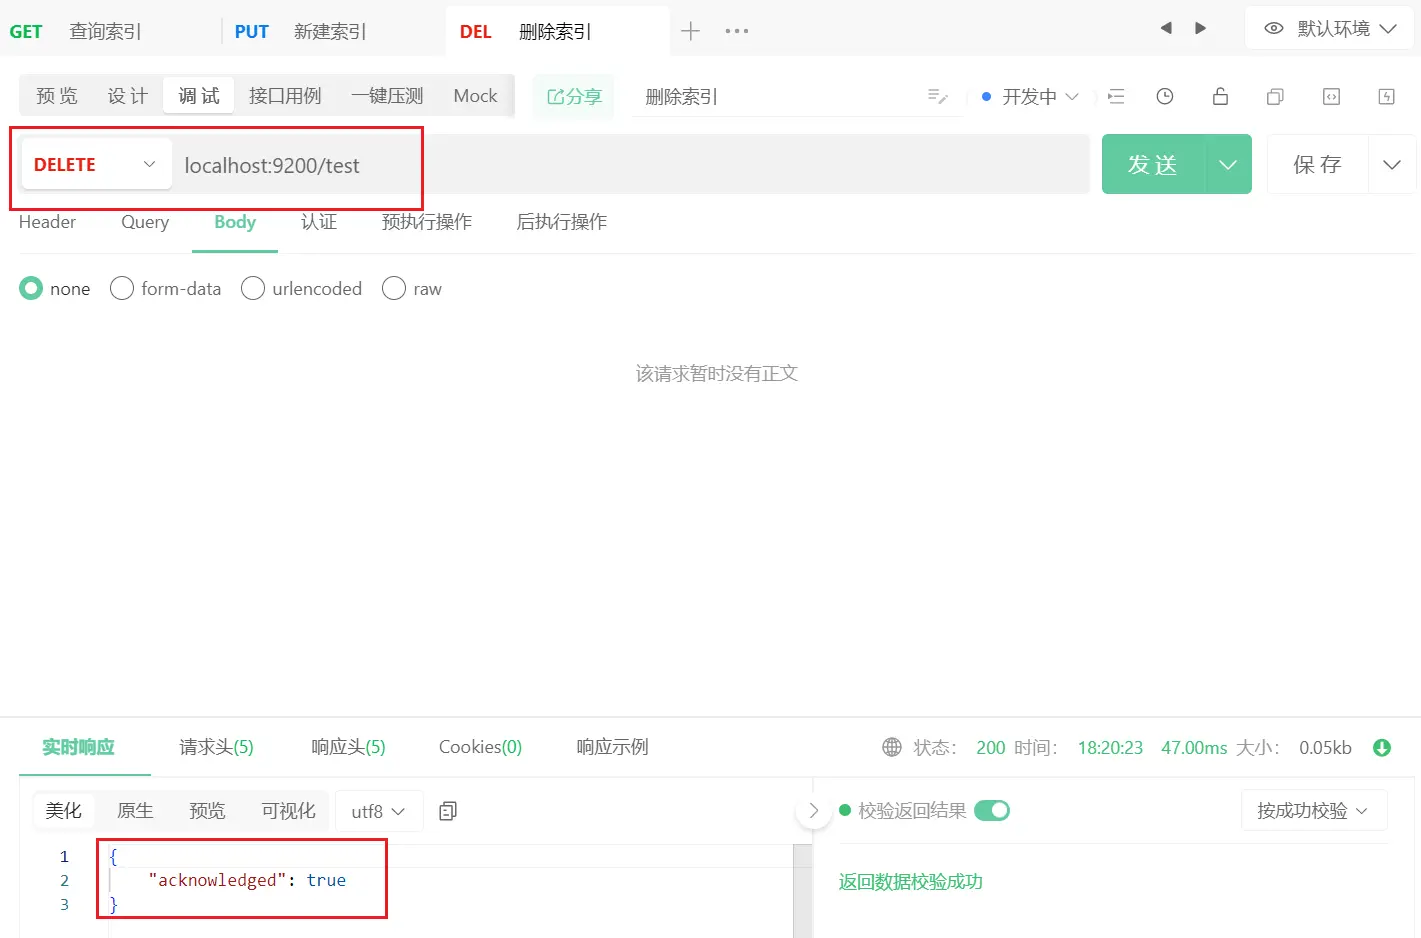 GET 查询索引 PUT 新建索引 DEL 删除索引 默认环境
预 览 设 计 调 试 接口用例 一键压测 Mock 分享 删除索引 开发中
DELETE localhost:9200/test 发 送 保 存
Header Query Body 认证 预执行操作 后执行操作
none form-data urlencoded raw
该请求暂时没有正文
实时响应 请求头(5) 响应头(5) Cookies(0) 响应示例 状态： 200 时间： 18:20:23 47.00ms 大小： 0.05kb
美化 原生 预览 可视化 utf8 校验返回结果 按成功校验
1 {
2 "acknowledged": true
3 }
返回数据校验成功